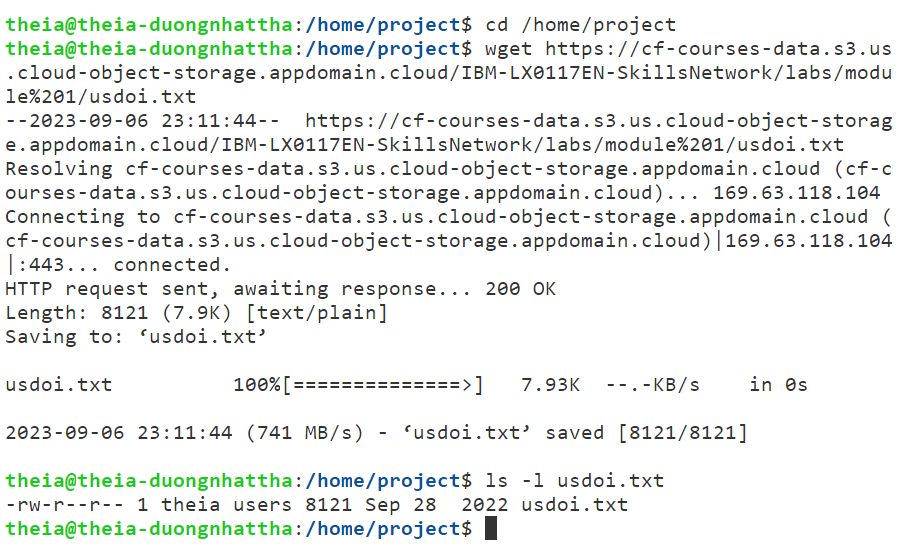 theia@theia-duongnhattha:/home/project$ cd /home/project
theia@theia-duongnhattha:/home/project$ wget https://cf-courses-data.s3.us
.cloud-object-storage.appdomain.cloud/IBM-LX0117EN-SkillsNetwork/labs/modu
le%201/usdoi.txt
--2023-09-06 23:11:44--  https://cf-courses-data.s3.us.cloud-object-storag
e.appdomain.cloud/IBM-LX0117EN-SkillsNetwork/labs/module%201/usdoi.txt
Resolving cf-courses-data.s3.us.cloud-object-storage.appdomain.cloud (cf-c
ourses-data.s3.us.cloud-object-storage.appdomain.cloud)... 169.63.118.104
Connecting to cf-courses-data.s3.us.cloud-object-storage.appdomain.cloud (
cf-courses-data.s3.us.cloud-object-storage.appdomain.cloud)|169.63.118.104
|:443... connected.
HTTP request sent, awaiting response... 200 OK
Length: 8121 (7.9K) [text/plain]
Saving to: ‘usdoi.txt’
usdoi.txt          100%[==============>]   7.93K  --.-KB/s    in 0s
2023-09-06 23:11:44 (741 MB/s) - ‘usdoi.txt’ saved [8121/8121]
theia@theia-duongnhattha:/home/project$ ls -l usdoi.txt
-rw-r--r-- 1 theia users 8121 Sep 28  2022 usdoi.txt
theia@theia-duongnhattha:/home/project$